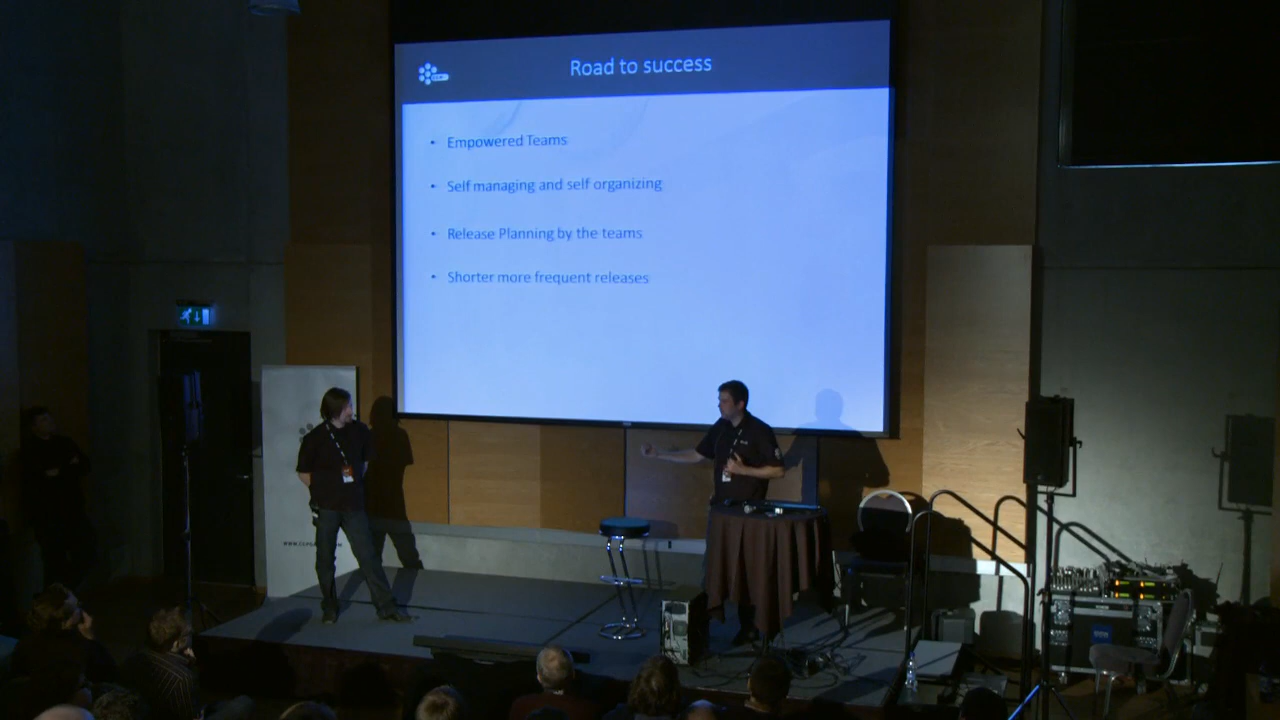 Road to success
• Empowered Teams
• Self managing and self organizing
• Release Planning by the teams
• Shorter more frequent releases